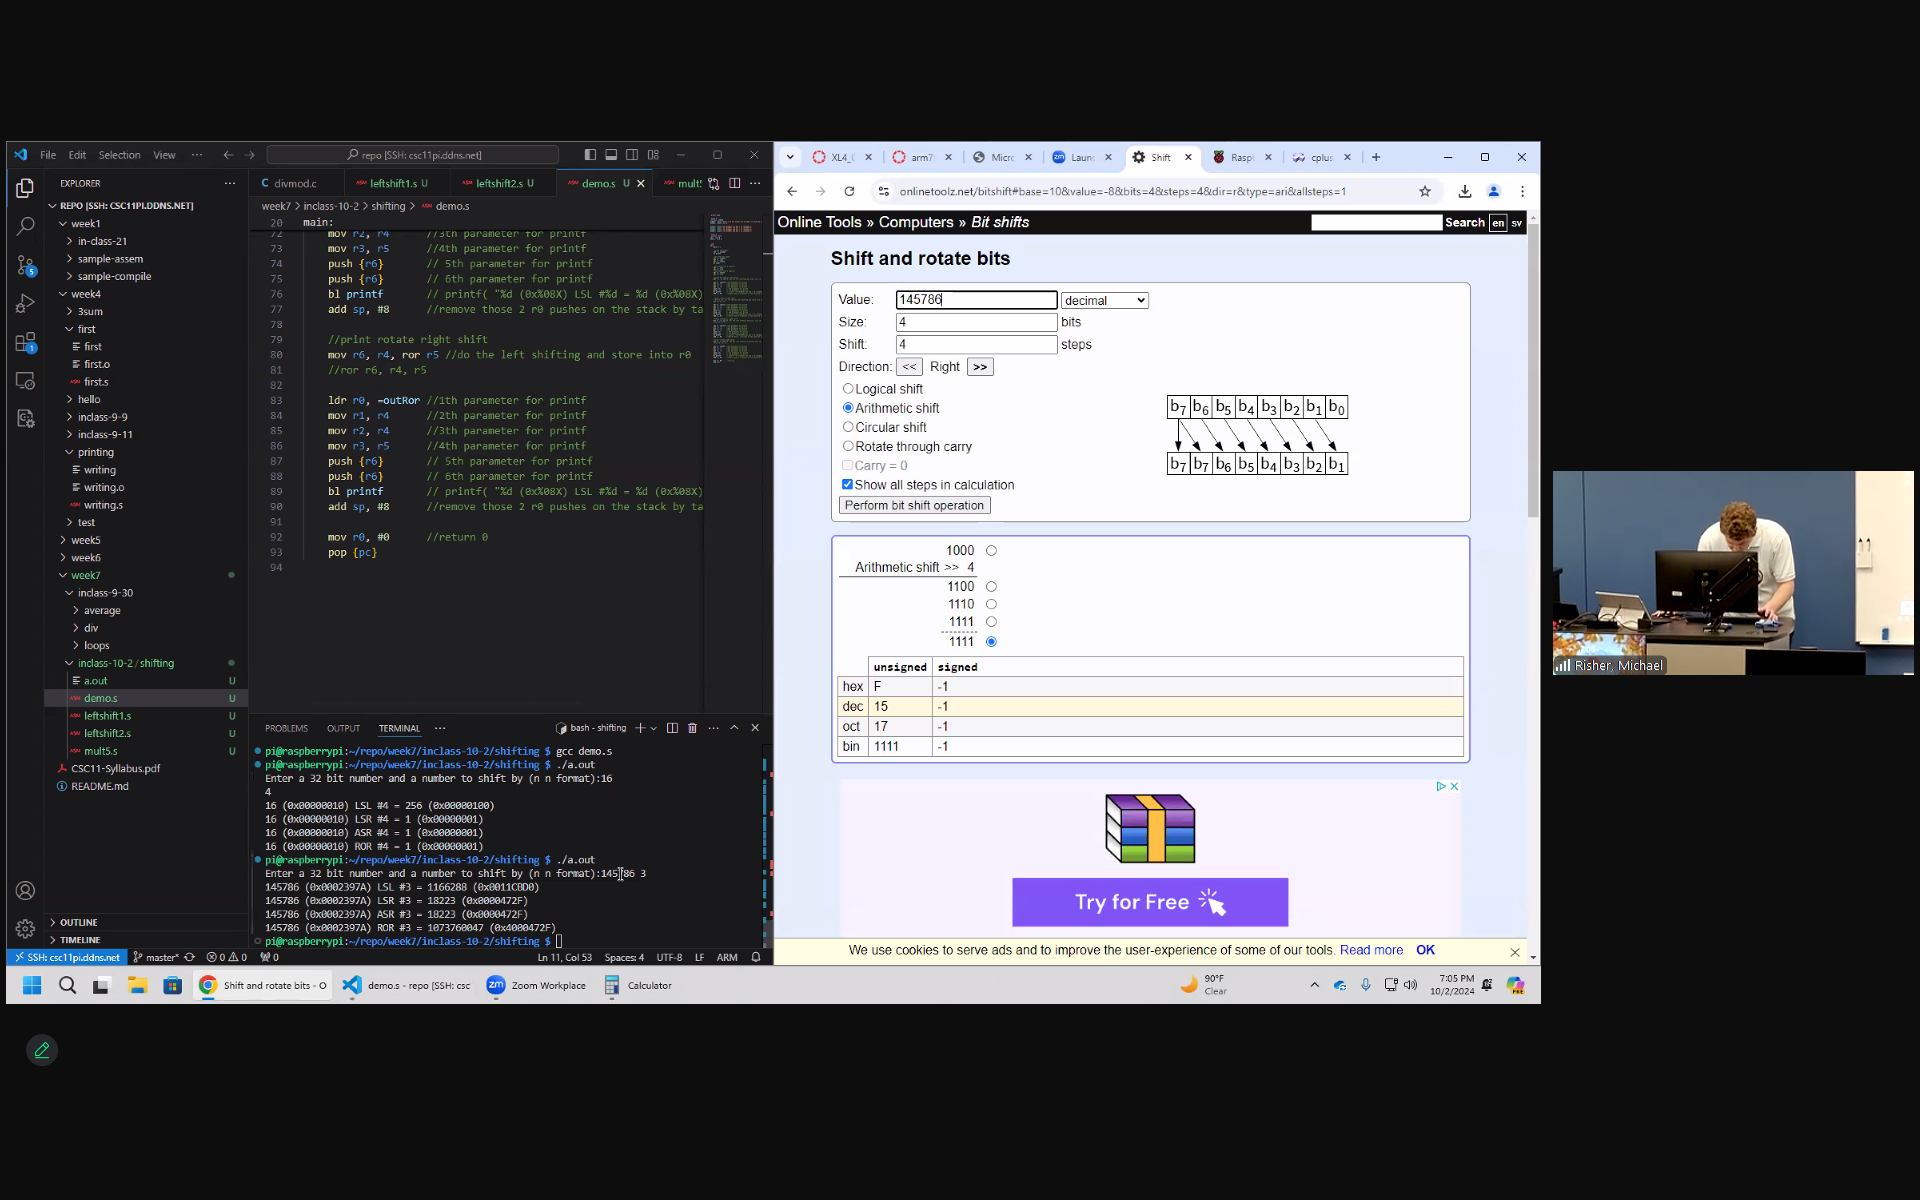 File Edit Selection View ··· repo [SSH: csc11pi.ddns.net]
EXPLORER
REPO [SSH: CSC11PI.DDNS.NET]
week1
in-class-21
sample-assem
sample-compile
week4
3sum
first
first
first.o
first.s
hello
inclass-9-9
inclass-9-11
printing
writing
writing.o
writing.s
test
week5
week6
week7
inclass-9-30
average
div
loops
inclass-10-2 / shifting
a.out U
demo.s U
leftshift1.s U
leftshift2.s U
mult5.s U
CSC11-Syllabus.pdf
README.md
OUTLINE
TIMELINE
divmod.c leftshift1.s U leftshift2.s U demo.s U
week7 > inclass-10-2 > shifting > demo.s
20 main:
72 mov r2, r4 //3th parameter for printf
73 mov r3, r5 //4th parameter for printf
74 push {r6} // 5th parameter for printf
75 push {r6} // 6th parameter for printf
76 bl printf // printf( "%d (0x%08X) LSL #%d = %d (0x%08X)
77 add sp, #8 //remove those 2 r0 pushes on the stack by ta
78
79 //print rotate right shift
80 mov r6, r4, ror r5 //do the left shifting and store into r0
81 //ror r6, r4, r5
82
83 ldr r0, =outRor //1th parameter for printf
84 mov r1, r4 //2th parameter for printf
85 mov r2, r4 //3th parameter for printf
86 mov r3, r5 //4th parameter for printf
87 push {r6} // 5th parameter for printf
88 push {r6} // 6th parameter for printf
89 bl printf // printf( "%d (0x%08X) LSL #%d = %d (0x%08X)
90 add sp, #8 //remove those 2 r0 pushes on the stack by ta
91
92 mov r0, #0 //return 0
93 pop {pc}
94
PROBLEMS OUTPUT TERMINAL ··· bash - shifting
pi@raspberrypi:~/repo/week7/inclass-10-2/shifting $ gcc demo.s
pi@raspberrypi:~/repo/week7/inclass-10-2/shifting $ ./a.out
Enter a 32 bit number and a number to shift by (n n format):16
4
16 (0x00000010) LSL #4 = 256 (0x00000100)
16 (0x00000010) LSR #4 = 1 (0x00000001)
16 (0x00000010) ASR #4 = 1 (0x00000001)
16 (0x00000010) ROR #4 = 1 (0x00000001)
pi@raspberrypi:~/repo/week7/inclass-10-2/shifting $ ./a.out
Enter a 32 bit number and a number to shift by (n n format):145786 3
145786 (0x0002397A) LSL #3 = 1166288 (0x0011CBD0)
145786 (0x0002397A) LSR #3 = 18223 (0x0000472F)
145786 (0x0002397A) ASR #3 = 18223 (0x0000472F)
145786 (0x0002397A) ROR #3 = 1073760047 (0x4000472F)
pi@raspberrypi:~/repo/week7/inclass-10-2/shifting $
SSH: csc11pi.ddns.net master* 0 0 0 Ln 11, Col 53 Spaces: 4 UTF-8 LF ARM
XL4_ arm7 Micro Laun Shift Rasp cplus
onlinetoolz.net/bitshift#base=10&value=-8&bits=4&steps=4&dir=r&type=ari&allsteps=1
Online Tools » Computers » Bit shifts Search en sv
Shift and rotate bits
Value: 145786 decimal
Size: 4 bits
Shift: 4 steps
Direction: << Right >>
Logical shift
Arithmetic shift
Circular shift
Rotate through carry
Carry = 0
Show all steps in calculation
Perform bit shift operation
b7 b6 b5 b4 b3 b2 b1 b0
b7 b7 b6 b5 b4 b3 b2 b1
1000
Arithmetic shift >> 4
1100
1110
1111
1111
unsigned signed
hex F -1
dec 15 -1
oct 17 -1
bin 1111 -1
Try for Free
We use cookies to serve ads and to improve the user-experience of some of our tools. Read more OK
Shift and rotate bits - O demo.s - repo [SSH: csc Zoom Workplace Calculator
90°F
Clear
7:05 PM
10/2/2024
Risher, Michael